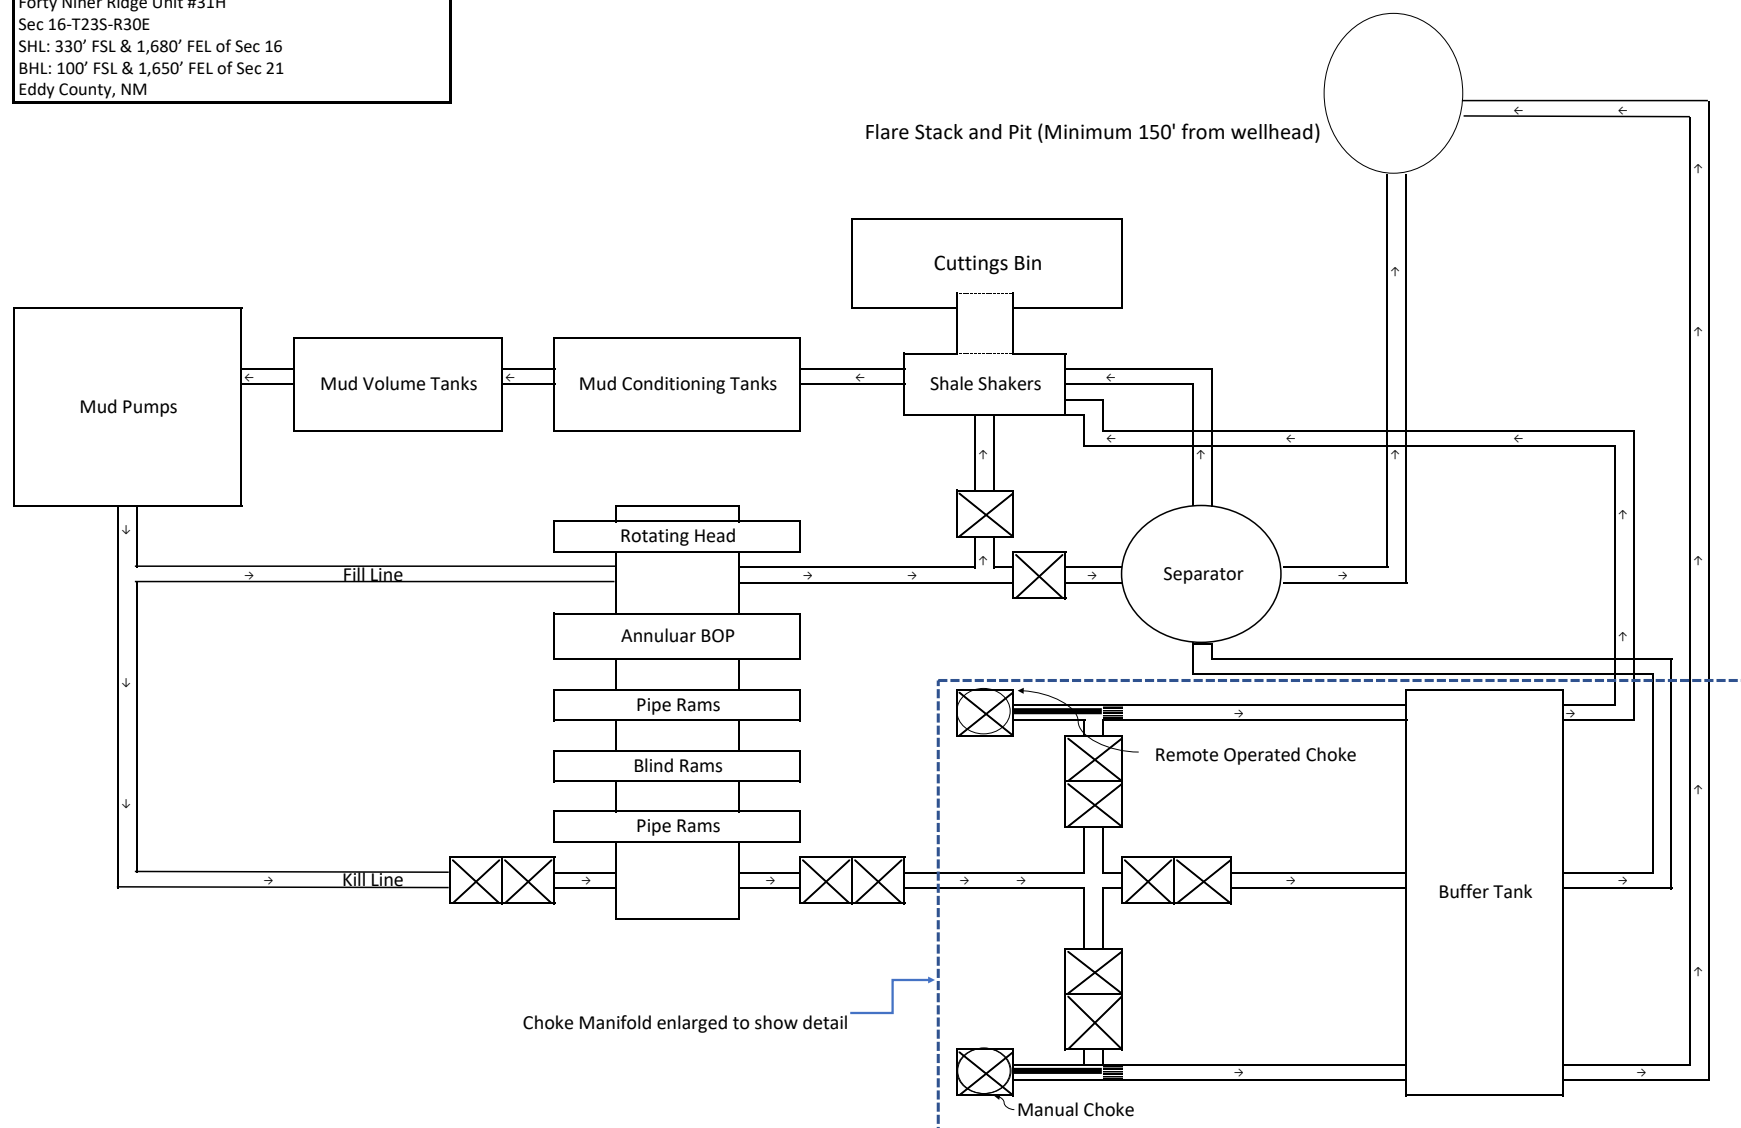 Forty Niner Ridge Unit #31H
Sec 16-T23S-R30E
SHL: 330’ FSL & 1,680’ FEL of Sec 16
BHL: 100’ FSL & 1,650’ FEL of Sec 21
Eddy County, NM
Flare Stack and Pit (Minimum 150' from wellhead)
Cuttings Bin
Mud Pumps
Mud Volume Tanks
Mud Conditioning Tanks
Shale Shakers
Rotating Head
Fill Line
Separator
Annuluar BOP
Pipe Rams
Blind Rams
Remote Operated Choke
Pipe Rams
Kill Line
Buffer Tank
Choke Manifold enlarged to show detail
Manual Choke